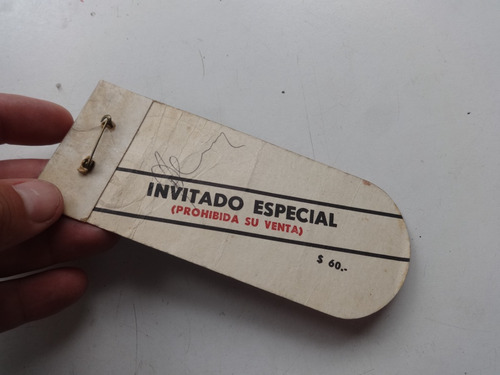 INVITADO ESPECIAL
(PROHIBIDA SU VENTA)
$ 60.-